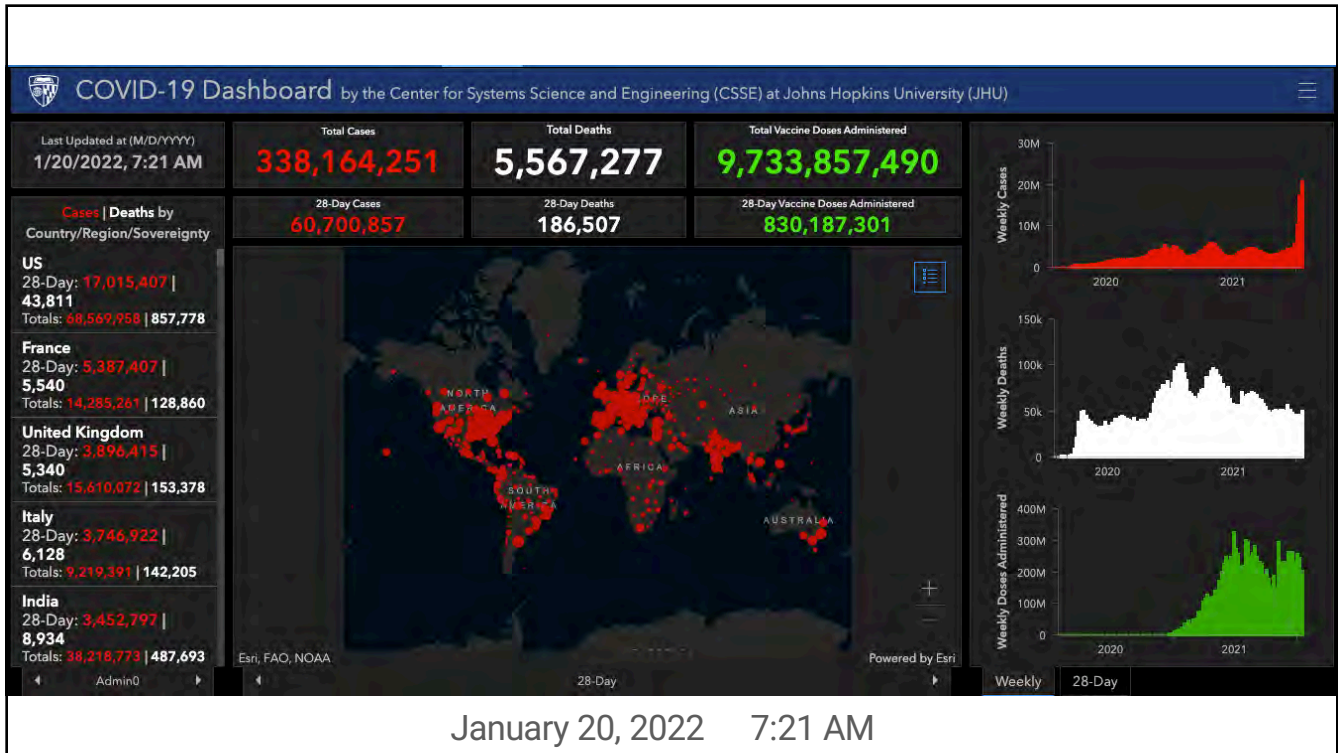 COVID-19 Dashboard by the Center for Systems Science and Engineering (CSSE) at Johns Hopkins University (JHU)
Last Updated at (M/D/YYYY)
1/20/2022, 7:21 AM
Cases | Deaths by
Country/Region/Sovereignty
US
28-Day: 17,015,407 |
43,811
Totals: 68,569,958 | 857,778
France
28-Day: 5,387,407 |
5,540
Totals: 14,285,261 | 128,860
United Kingdom
28-Day: 3,896,415 |
5,340
Totals: 15,610,072 | 153,378
Italy
28-Day: 3,746,922 |
6,128
Totals: 9,219,391 | 142,205
India
28-Day: 3,452,797 |
8,934
Totals: 38,218,773 | 487,693
Admin0
Total Cases
338,164,251
Total Deaths
5,567,277
Total Vaccine Doses Administered
9,733,857,490
28-Day Cases
60,700,857
28-Day Deaths
186,507
28-Day Vaccine Doses Administered
830,187,301
NORTH
AMERICA
ASIA
AFRICA
SOUTH
AMERICA
AUSTRALIA
Esri, FAO, NOAA
Powered by Esri
28-Day
Weekly Cases
30M
20M
10M
0
2020 2021
Weekly Deaths
150k
100k
50k
0
2020 2021
Weekly Doses Administered
400M
300M
200M
100M
0
2020 2021
Weekly 28-Day
January 20, 2022 7:21 AM